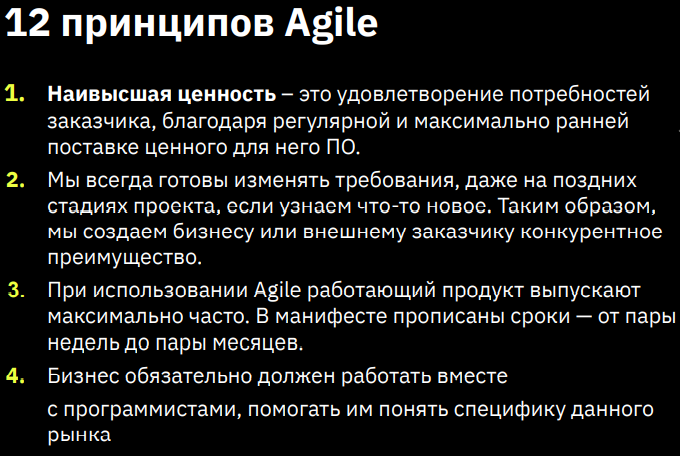 12 принципов Agile
1. Наивысшая ценность – это удовлетворение потребностей
заказчика, благодаря регулярной и максимально ранней
поставке ценного для него ПО.
2. Мы всегда готовы изменять требования, даже на поздних
стадиях проекта, если узнаем что-то новое. Таким образом,
мы создаем бизнесу или внешнему заказчику конкурентное
преимущество.
3. При использовании Agile работающий продукт выпускают
максимально часто. В манифесте прописаны сроки — от пары
недель до пары месяцев.
4. Бизнес обязательно должен работать вместе
с программистами, помогать им понять специфику данного
рынка